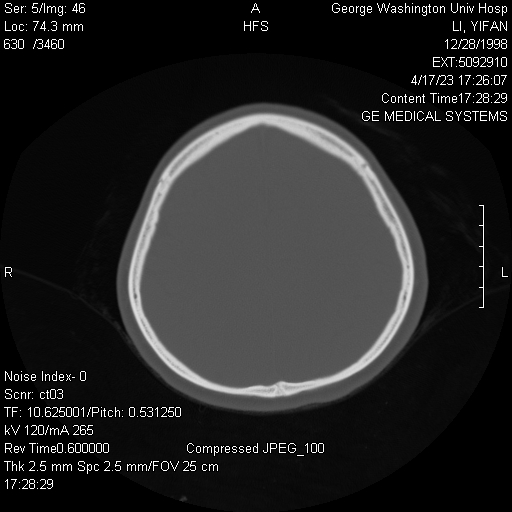 Ser: 5/Img: 46
Loc: 74.3 mm
630 /3460
A
HFS
George Washington Univ Hosp
LI, YIFAN
12/28/1998
EXT:5092910
4/17/23 17:26:07
Content Time17:28:29
GE MEDICAL SYSTEMS
R
L
Noise Index- 0
Scnr: ct03
TF: 10.625001/Pitch: 0.531250
kV 120/mA 265
Rev Time0.600000
Compressed JPEG_100
Thk 2.5 mm Spc 2.5 mm/FOV 25 cm
17:28:29